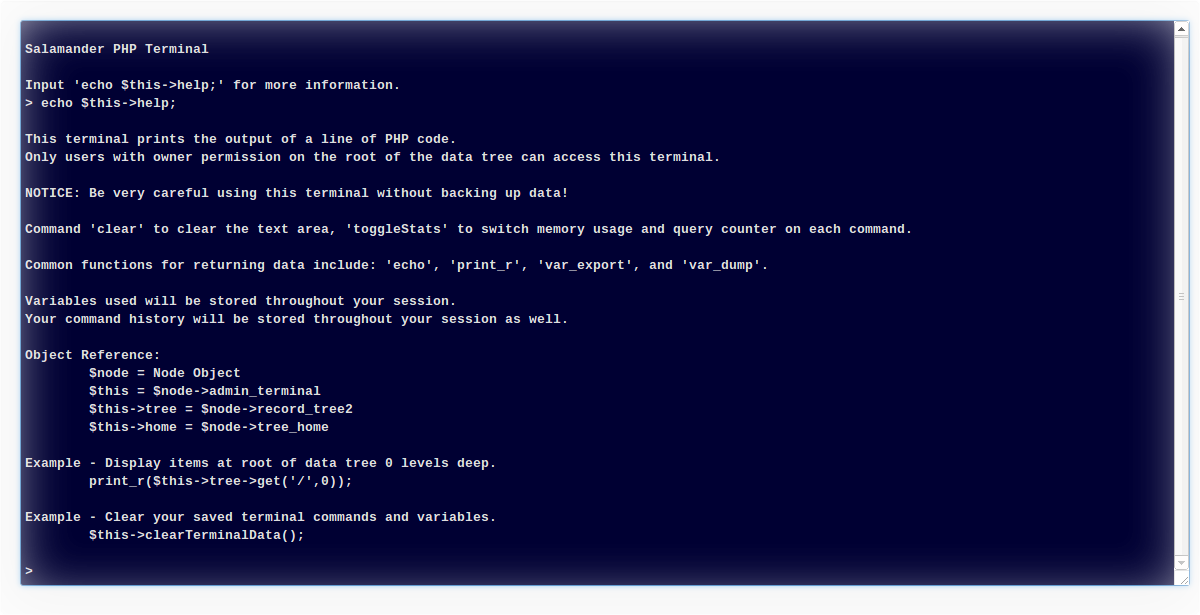 Salamander PHP Terminal
Input 'echo $this->help;' for more information.
> echo $this->help;
This terminal prints the output of a line of PHP code.
Only users with owner permission on the root of the data tree can access this terminal.
NOTICE: Be very careful using this terminal without backing up data!
Command 'clear' to clear the text area, 'toggleStats' to switch memory usage and query counter on each command.
Common functions for returning data include: 'echo', 'print_r', 'var_export', and 'var_dump'.
Variables used will be stored throughout your session.
Your command history will be stored throughout your session as well.
Object Reference:
$node = Node Object
$this = $node->admin_terminal
$this->tree = $node->record_tree2
$this->home = $node->tree_home
Example - Display items at root of data tree 0 levels deep.
print_r($this->tree->get('/',0));
Example - Clear your saved terminal commands and variables.
$this->clearTerminalData();
>